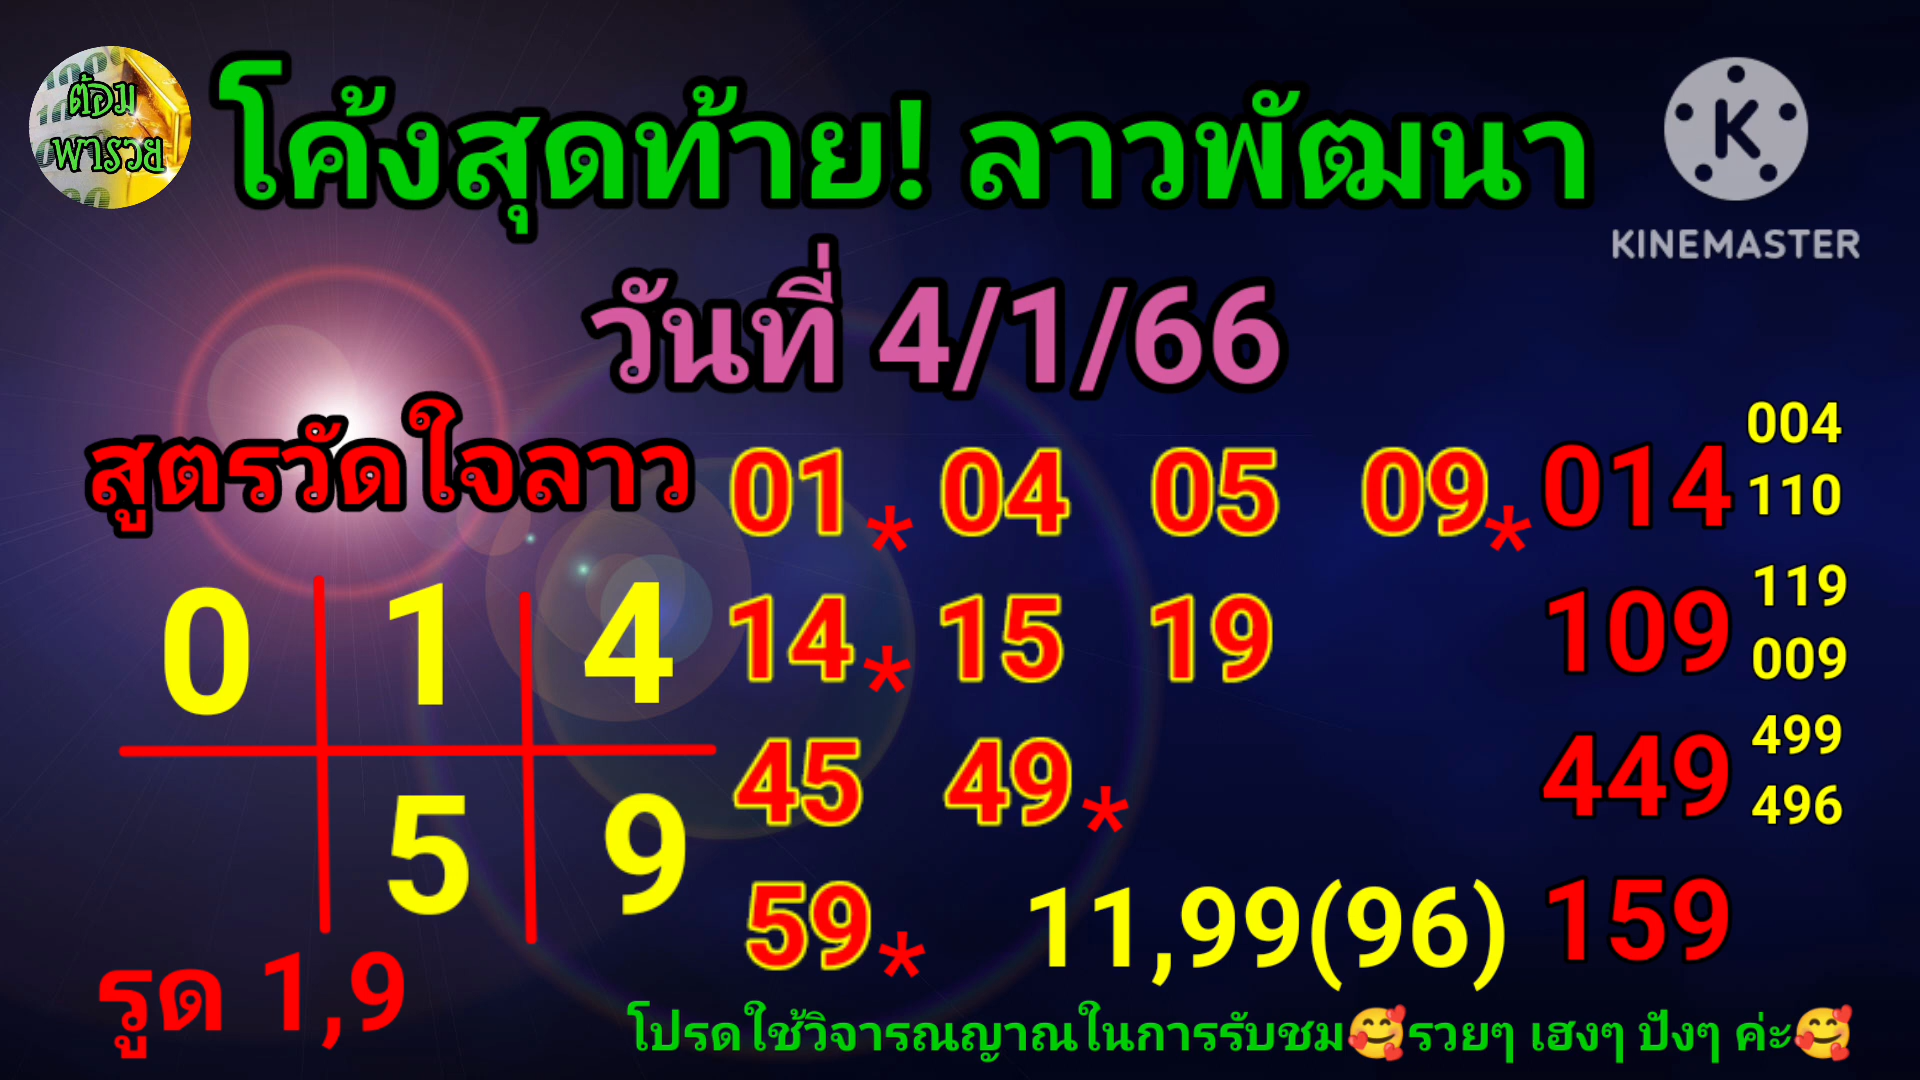 ต้อม
พารวย
โค้งสุดท้าย! ลาวพัฒนา
KINEMASTER
วันที่ 4/1/66
สูตรวัดใจลาว
0 1 4
5 9
รูด 1,9
01* 04 05 09*
14* 15 19
45 49*
59* 11,99(96)
014 004
110
109 119
009
449 499
496
159
โปรดใช้วิจารณญาณในการรับชม🥰รวยๆ เฮงๆ ปังๆ ค่ะ🥰